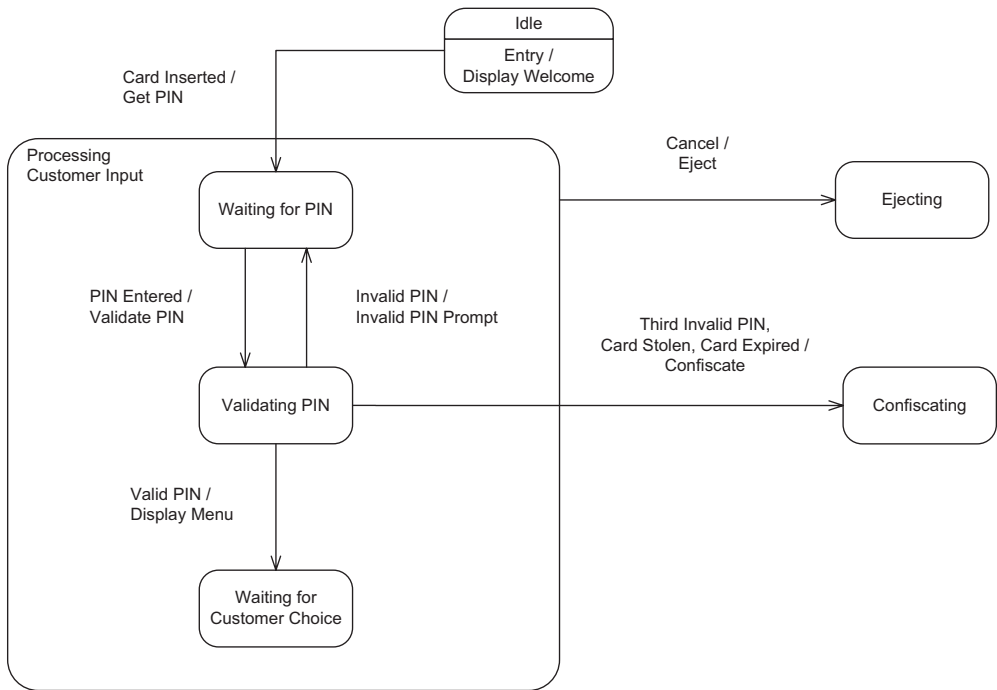 Idle
Entry /
Display Welcome
Card Inserted /
Get PIN
Processing
Customer Input
Cancel /
Eject
Waiting for PIN
Ejecting
PIN Entered /
Validate PIN
Invalid PIN /
Invalid PIN Prompt
Third Invalid PIN,
Card Stolen, Card Expired /
Confiscate
Validating PIN
Confiscating
Valid PIN /
Display Menu
Waiting for
Customer Choice